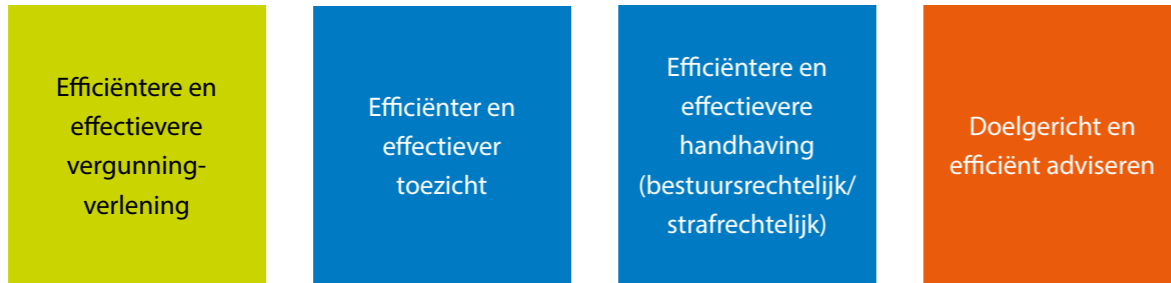 Efficiëntere en
effectievere
vergunning-
verlening
Efficiënter en
effectiever
toezicht
Efficiëntere en
effectievere
handhaving
(bestuursrechtelijk/
strafrechtelijk)
Doelgericht en
efficiënt adviseren